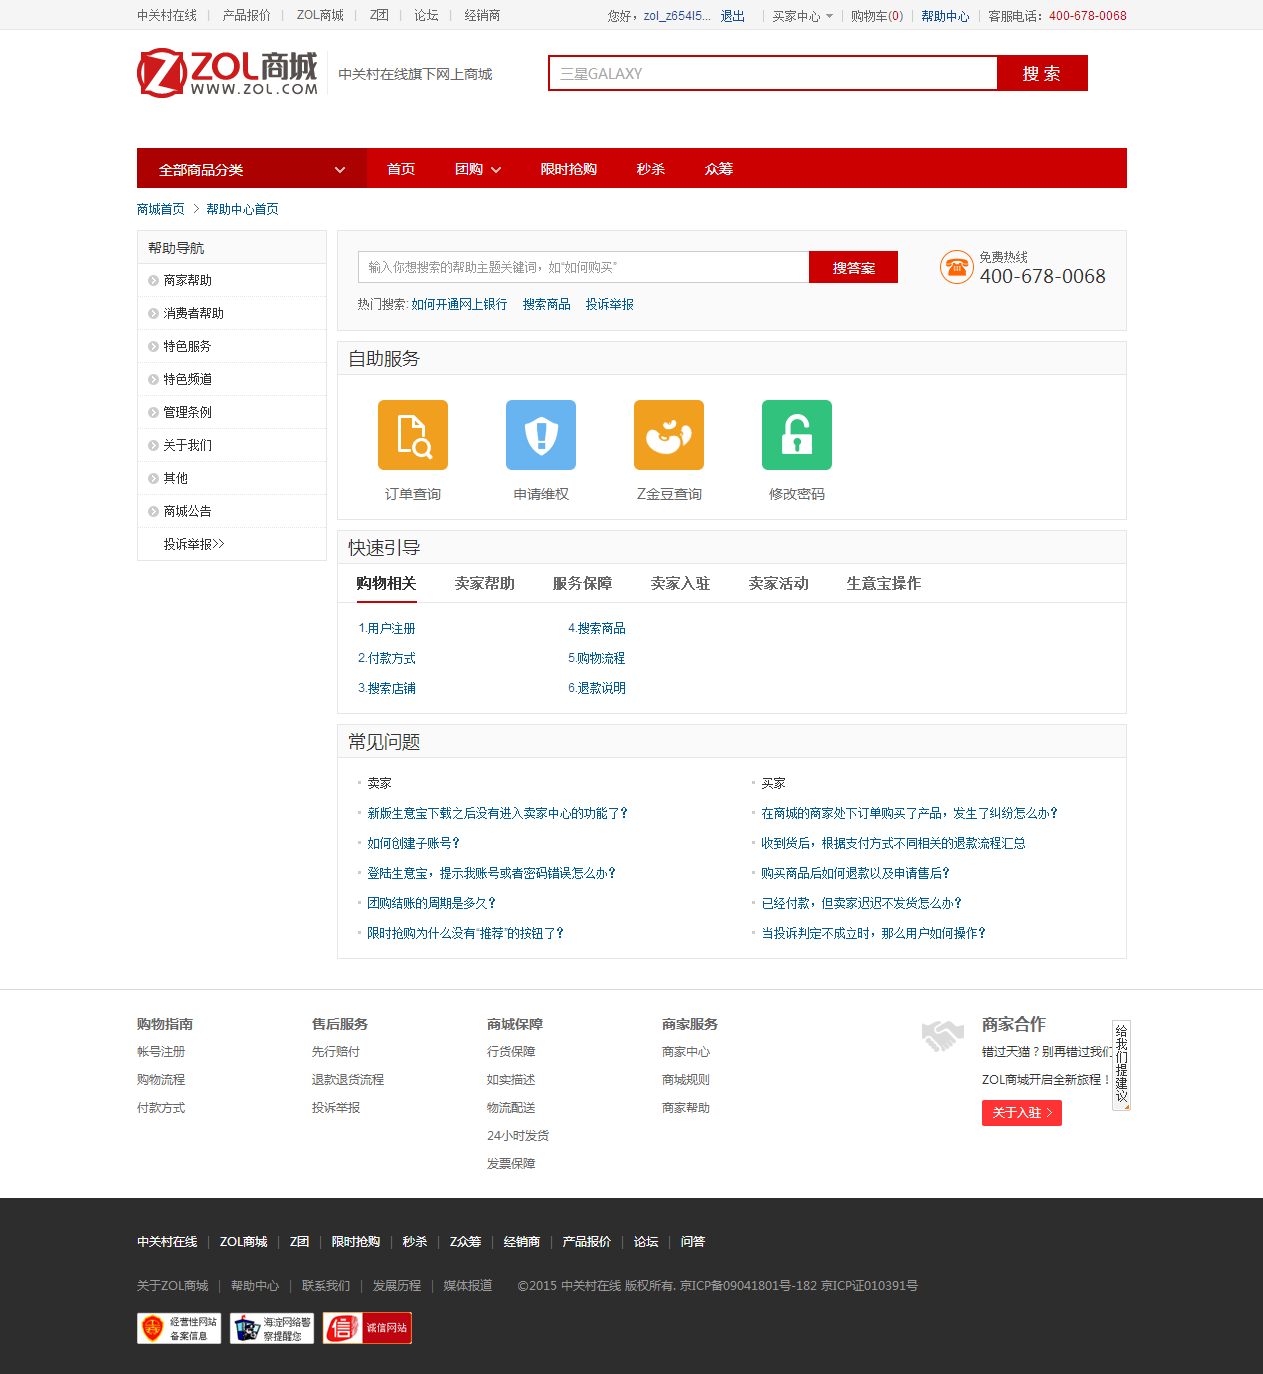 中关村在线 | 产品报价 | ZOL商城 | Z团 | 论坛 | 经销商
您好，zol_z654l5... 退出 | 买家中心 | 购物车(0) | 帮助中心 | 客服电话：400-678-0068
ZOL商城
WWW.ZOL.COM
中关村在线旗下网上商城
三星GALAXY
搜 索
全部商品分类 首页 团购 限时抢购 秒杀 众筹
商城首页 > 帮助中心首页
帮助导航
商家帮助
消费者帮助
特色服务
特色频道
管理条例
关于我们
其他
商城公告
投诉举报>>
输入你想搜索的帮助主题关键词，如“如何购买”
搜答案
免费热线
400-678-0068
热门搜索: 如何开通网上银行 搜索商品 投诉举报
自助服务
订单查询 申请维权 Z金豆查询 修改密码
快速引导
购物相关 卖家帮助 服务保障 卖家入驻 卖家活动 生意宝操作
1.用户注册 4.搜索商品
2.付款方式 5.购物流程
3.搜索店铺 6.退款说明
常见问题
卖家
新版生意宝下载之后没有进入卖家中心的功能了？
如何创建子账号？
登陆生意宝，提示我账号或者密码错误怎么办？
团购结账的周期是多久？
限时抢购为什么没有“推荐”的按钮了？
买家
在商城的商家处下订单购买了产品，发生了纠纷怎么办？
收到货后，根据支付方式不同相关的退款流程汇总
购买商品后如何退款以及申请售后？
已经付款，但卖家迟迟不发货怎么办？
当投诉判定不成立时，那么用户如何操作？
购物指南
帐号注册
购物流程
付款方式
售后服务
先行赔付
退款退货流程
投诉举报
商城保障
行货保障
如实描述
物流配送
24小时发货
发票保障
商家服务
商家中心
商城规则
商家帮助
商家合作
错过天猫？别再错过我们
ZOL商城开启全新旅程！
关于入驻 >
给我们提建议
中关村在线 | ZOL商城 | Z团 | 限时抢购 | 秒杀 | Z众筹 | 经销商 | 产品报价 | 论坛 | 问答
关于ZOL商城 | 帮助中心 | 联系我们 | 发展历程 | 媒体报道 ©2015 中关村在线 版权所有. 京ICP备09041801号-182 京ICP证010391号
经营性网站
备案信息
海淀网络警
察提醒您
信 诚信网站